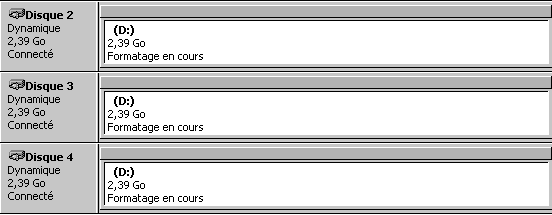 Disque 2
Dynamique
2,39 Go
Connecté
(D:)
2,39 Go
Formatage en cours
Disque 3
Dynamique
2,39 Go
Connecté
(D:)
2,39 Go
Formatage en cours
Disque 4
Dynamique
2,39 Go
Connecté
(D:)
2,39 Go
Formatage en cours